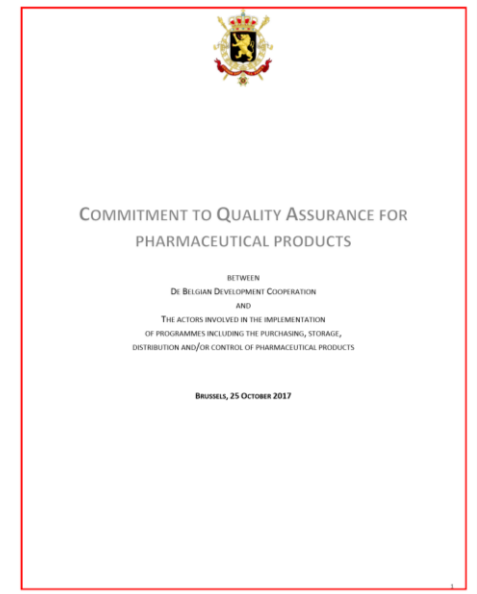 COMMITMENT TO QUALITY ASSURANCE FOR
PHARMACEUTICAL PRODUCTS
BETWEEN
DE BELGIAN DEVELOPMENT COOPERATION
AND
THE ACTORS INVOLVED IN THE IMPLEMENTATION
OF PROGRAMMES INCLUDING THE PURCHASING, STORAGE,
DISTRIBUTION AND/OR CONTROL OF PHARMACEUTICAL PRODUCTS
BRUSSELS, 25 OCTOBER 2017
1